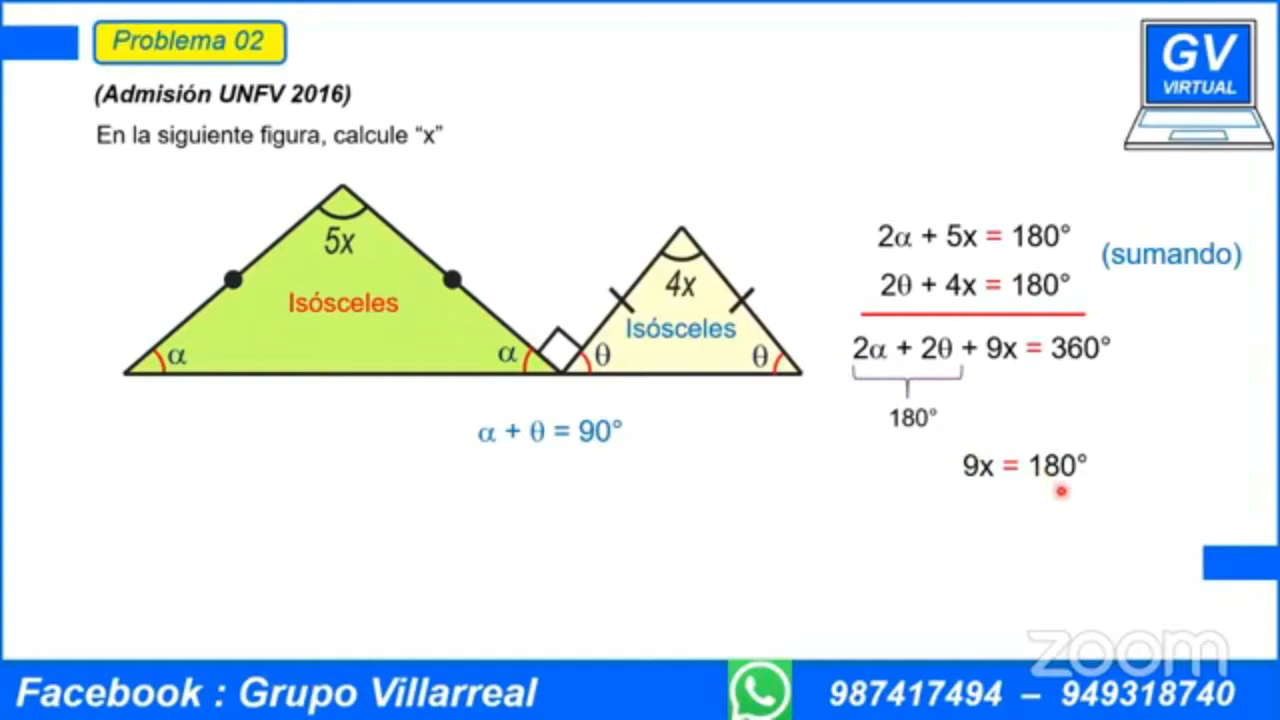 Problema 02
GV
VIRTUAL
(Admisión UNFV 2016)
En la siguiente figura, calcule “x”
5x
Isósceles
α
α
4x
Isósceles
θ
θ
α + θ = 90°
2α + 5x = 180°
(sumando)
2θ + 4x = 180°
2α + 2θ + 9x = 360°
180°
9x = 180°
zoom
Facebook : Grupo Villarreal
987417494 – 949318740